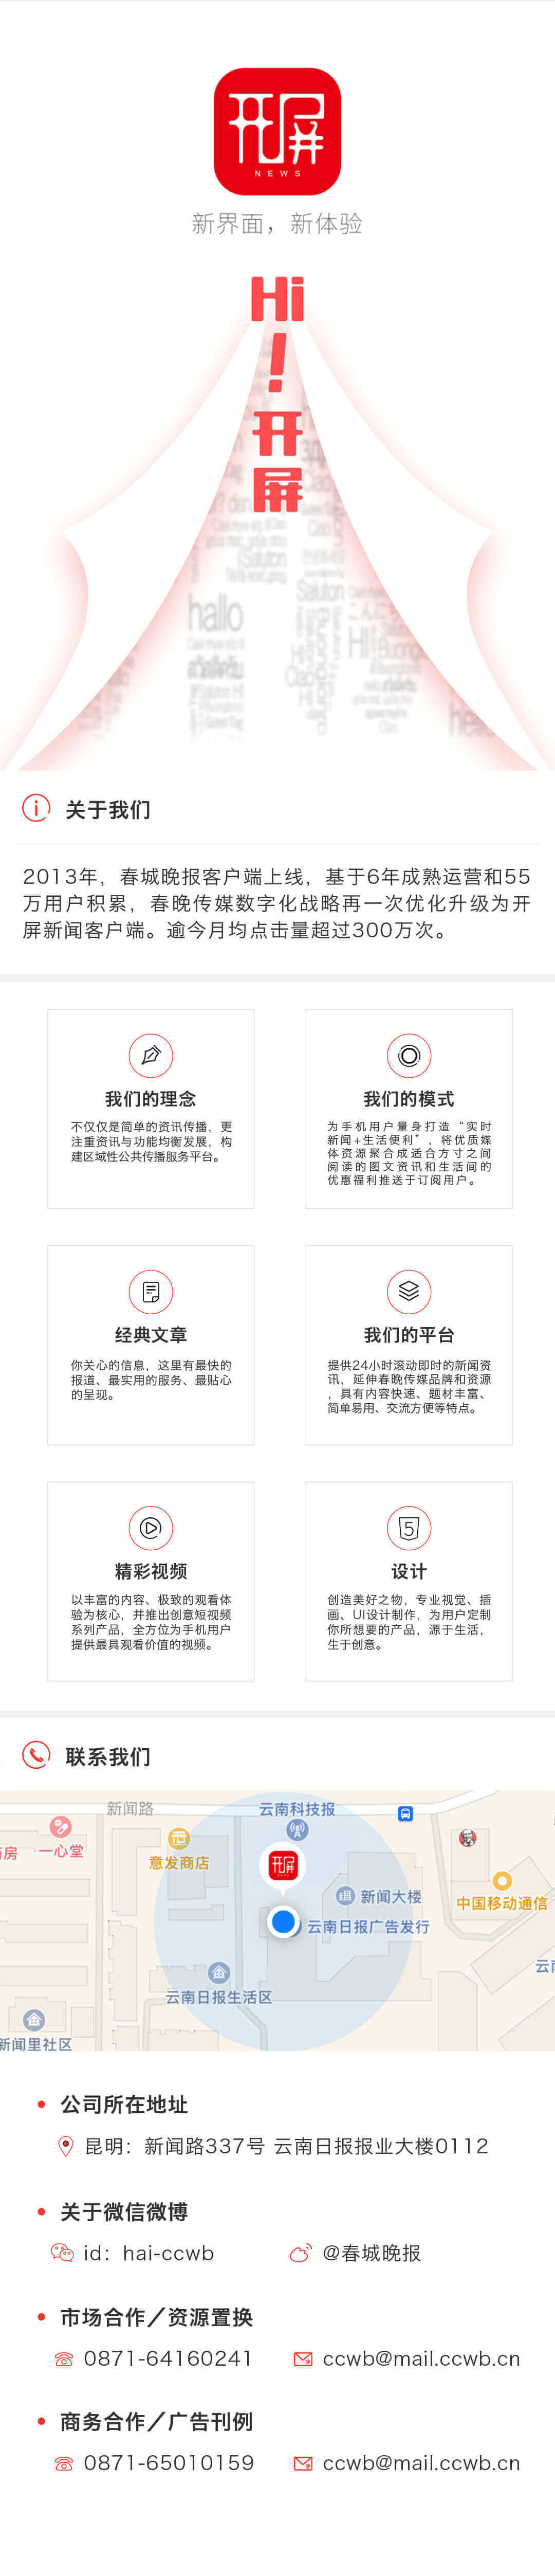 开屏
NEWS
新界面，新体验
Hi
！
开
屏
hallo
Saluton
Ciao
HI
Buongiorno
关于我们
2013年，春城晚报客户端上线，基于6年成熟运营和55
万用户积累，春晚传媒数字化战略再一次优化升级为开
屏新闻客户端。逾今月均点击量超过300万次。
我们的理念
不仅仅是简单的资讯传播，更
注重资讯与功能均衡发展，构
建区域性公共传播服务平台。
我们的模式
为手机用户量身打造“实时
新闻+生活便利”，将优质媒
体资源聚合成适合方寸之间
阅读的图文资讯和生活间的
优惠福利推送于订阅用户。
经典文章
你关心的信息，这里有最快的
报道、最实用的服务、最贴心
的呈现。
我们的平台
提供24小时滚动即时的新闻资
讯，延伸春晚传媒品牌和资源
，具有内容快速、题材丰富、
简单易用、交流方便等特点。
精彩视频
以丰富的内容、极致的观看体
验为核心，并推出创意短视频
系列产品，全方位为手机用户
提供最具观看价值的视频。
5
设计
创造美好之物，专业视觉、插
画、UI设计制作，为用户定制
你所想要的产品，源于生活，
生于创意。
联系我们
新闻路
云南科技报
药房
一心堂
意发商店
开屏
新闻大楼
中国移动通信
云南日报广告发行
云南
云南日报生活区
新闻里社区
公司所在地址
昆明：新闻路337号 云南日报报业大楼0112
关于微信微博
id：hai-ccwb
@春城晚报
市场合作／资源置换
0871-64160241
ccwb@mail.ccwb.cn
商务合作／广告刊例
0871-65010159
ccwb@mail.ccwb.cn